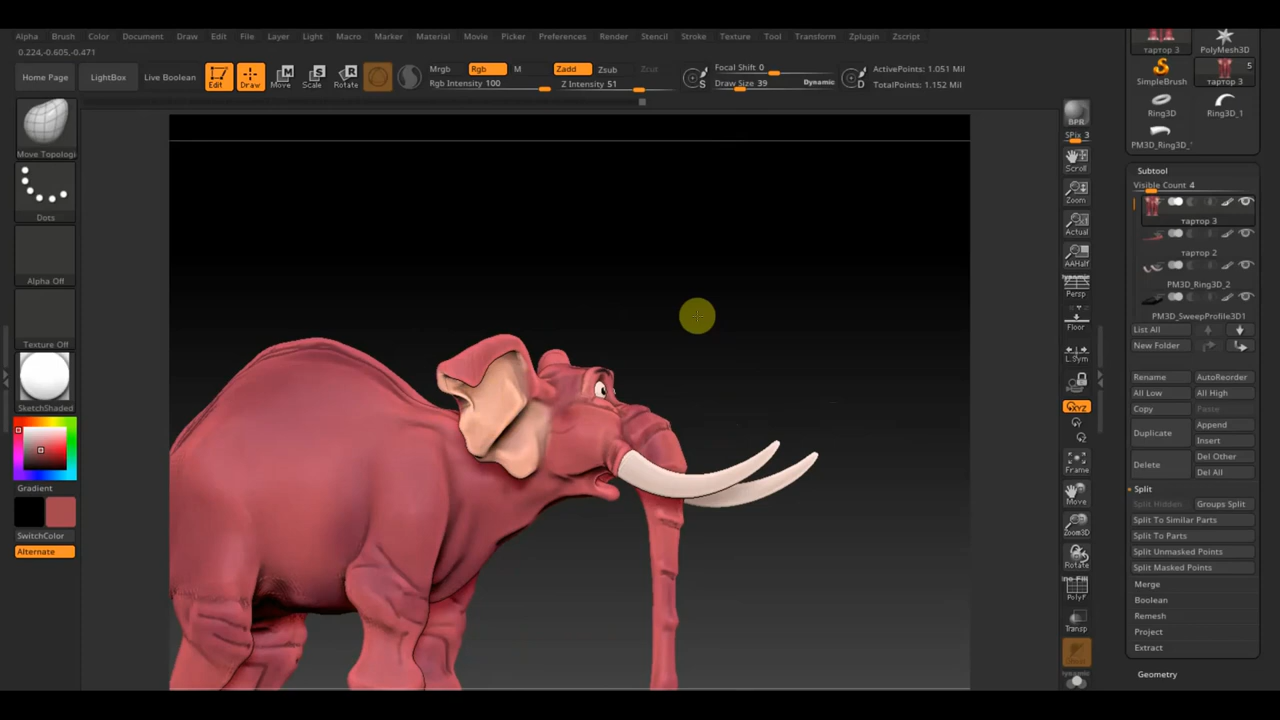 Alpha Brush Color Document Draw Edit File Layer Light Macro Marker Material Movie Picker Preferences Render Stencil Stroke Texture Tool Transform Zplugin Zscript
0.224,-0.605,-0.471
Home Page LightBox Live Boolean Edit Draw Move Scale Rotate
Mrgb Rgb M Zadd Zsub Zcut
Rgb Intensity 100 Z Intensity 51
Focal Shift 0
Draw Size 39 Dynamic
ActivePoints: 1.051 Mil
TotalPoints: 1.152 Mil
Move Topologi
Dots
Alpha Off
Texture Off
SketchShaded
Gradient
SwitchColor
Alternate
BPR
SPix 3
Scroll
Zoom
Actual
AAHalf
Persp
Floor
L.Sym
XYZ
Frame
Move
Zoom3D
Rotate
PolyF
Transp
тартор 3 PolyMesh3D
5
SimpleBrush тартор 3
Ring3D Ring3D_1
PM3D_Ring3D_
Subtool
Visible Count 4
тартор 3
тартор 2
PM3D_Ring3D_2
PM3D_SweepProfile3D1
List All
New Folder
Rename AutoReorder
All Low All High
Copy Paste
Duplicate Append
Insert
Delete Del Other
Del All
Split
Split Hidden Groups Split
Split To Similar Parts
Split To Parts
Split Unmasked Points
Split Masked Points
Merge
Boolean
Remesh
Project
Extract
Geometry